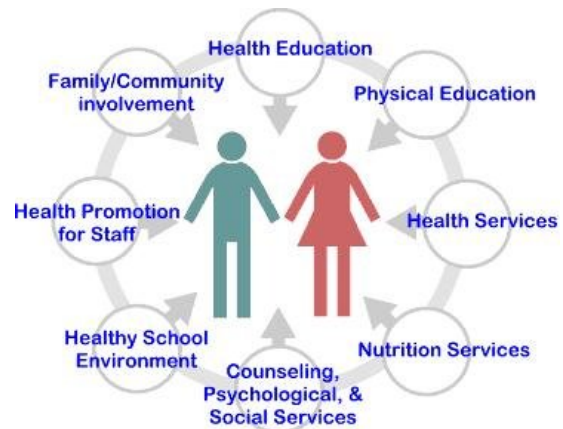 Health Education
Physical Education
Health Services
Nutrition Services
Counseling,
Psychological, &
Social Services
Healthy School
Environment
Health Promotion
for Staff
Family/Community
involvement